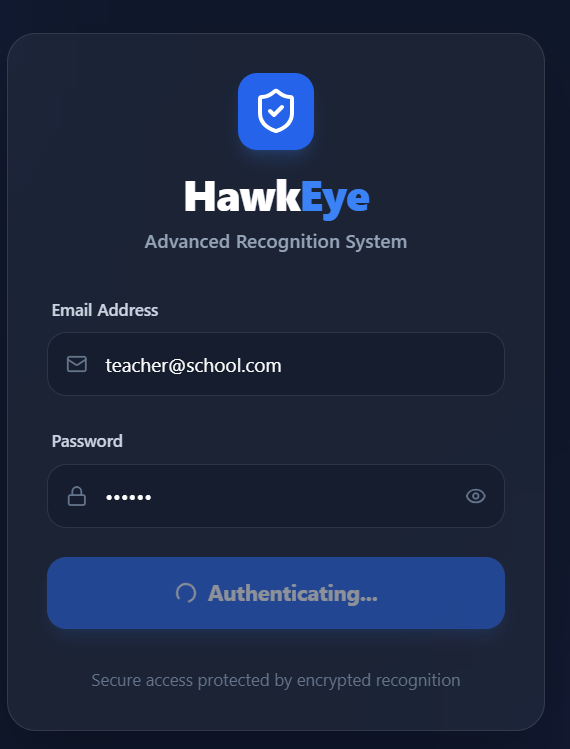 HawkEye
Advanced Recognition System
Email Address
teacher@school.com
Password
••••••
Authenticating...
Secure access protected by encrypted recognition